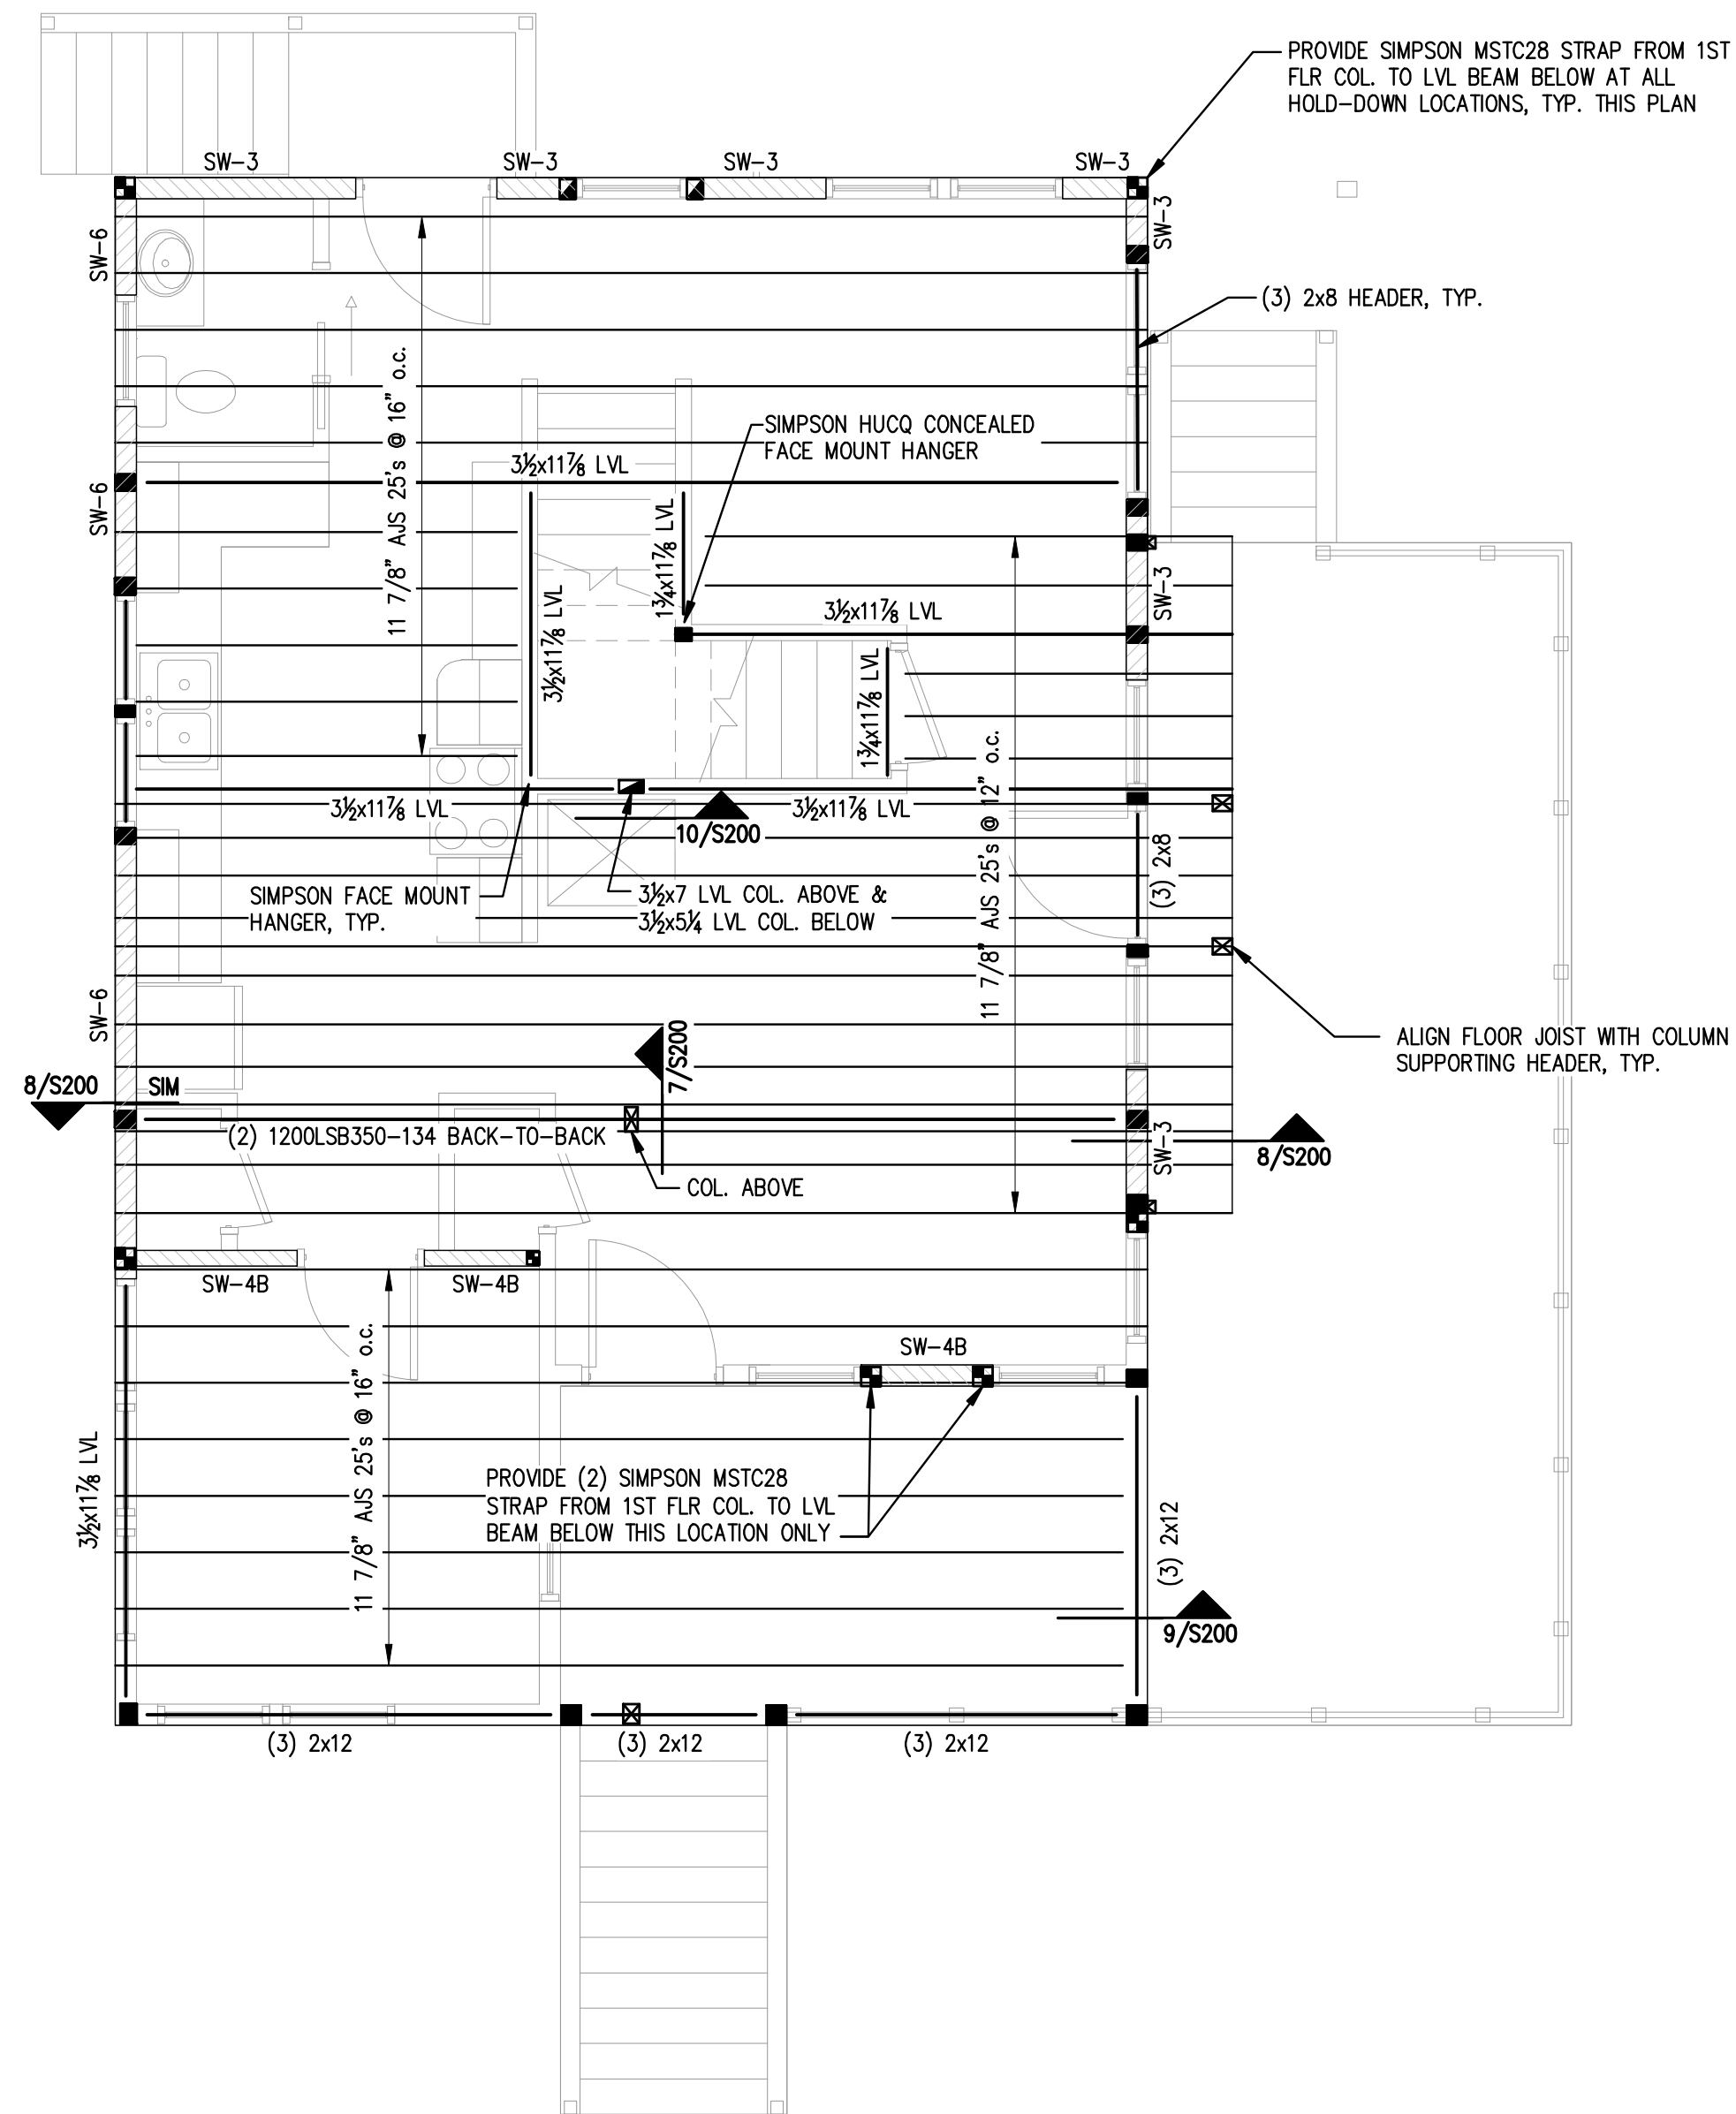 PROVIDE SIMPSON MSTC28 STRAP FROM 1ST
FLR COL. TO LVL BEAM BELOW AT ALL
HOLD-DOWN LOCATIONS, TYP. THIS PLAN
SW-3
SW-3
SW-3
SW-3
SW-6
SW-3
(3) 2x8 HEADER, TYP.
11 7/8" AJS 25's @ 16" o.c.
SIMPSON HUCQ CONCEALED
FACE MOUNT HANGER
3½x11⅞ LVL
SW-6
1¾x11⅞ LVL
3½x11⅞ LVL
SW-3
3½x11⅞ LVL
1¾x11⅞ LVL
3½x11⅞ LVL
3½x11⅞ LVL
10/S200
11 7/8" AJS 25's @ 12" o.c.
(3) 2x8
SIMPSON FACE MOUNT
HANGER, TYP.
3½x7 LVL COL. ABOVE &
3½x5¼ LVL COL. BELOW
SW-6
7/S200
ALIGN FLOOR JOIST WITH COLUMN
SUPPORTING HEADER, TYP.
8/S200
SIM
(2) 1200LSB350-134 BACK-TO-BACK
SW-3
8/S200
COL. ABOVE
SW-4B
SW-4B
SW-4B
11 7/8" AJS 25's @ 16" o.c.
3½x11⅞ LVL
PROVIDE (2) SIMPSON MSTC28
STRAP FROM 1ST FLR COL. TO LVL
BEAM BELOW THIS LOCATION ONLY
(3) 2x12
9/S200
(3) 2x12
(3) 2x12
(3) 2x12